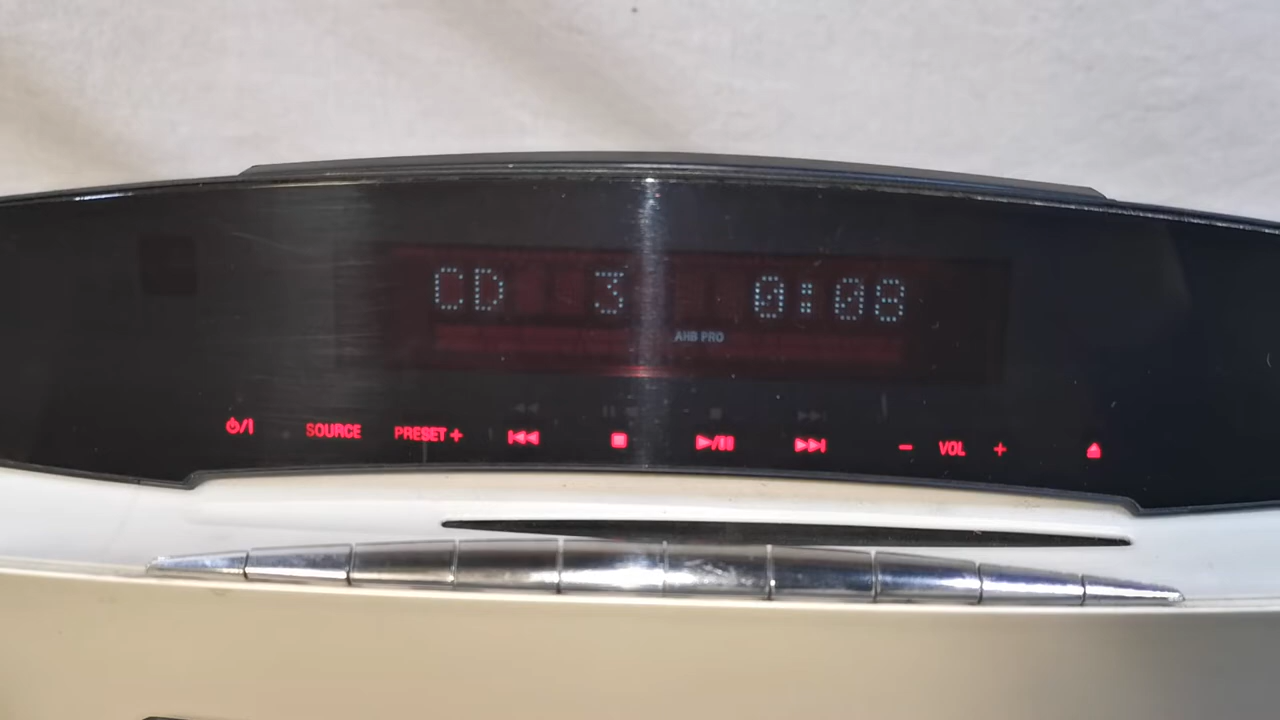 CD 3 0:08
AHB PRO
⏻/I SOURCE PRESET + − VOL +